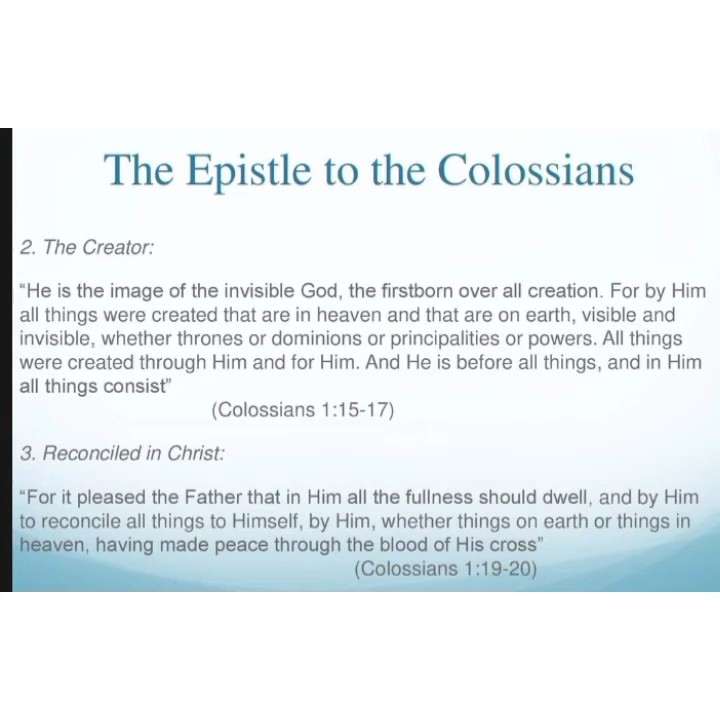 The Epistle to the Colossians
2. The Creator:
“He is the image of the invisible God, the firstborn over all creation. For by Him
all things were created that are in heaven and that are on earth, visible and
invisible, whether thrones or dominions or principalities or powers. All things
were created through Him and for Him. And He is before all things, and in Him
all things consist”
(Colossians 1:15-17)
3. Reconciled in Christ:
“For it pleased the Father that in Him all the fullness should dwell, and by Him
to reconcile all things to Himself, by Him, whether things on earth or things in
heaven, having made peace through the blood of His cross”
(Colossians 1:19-20)